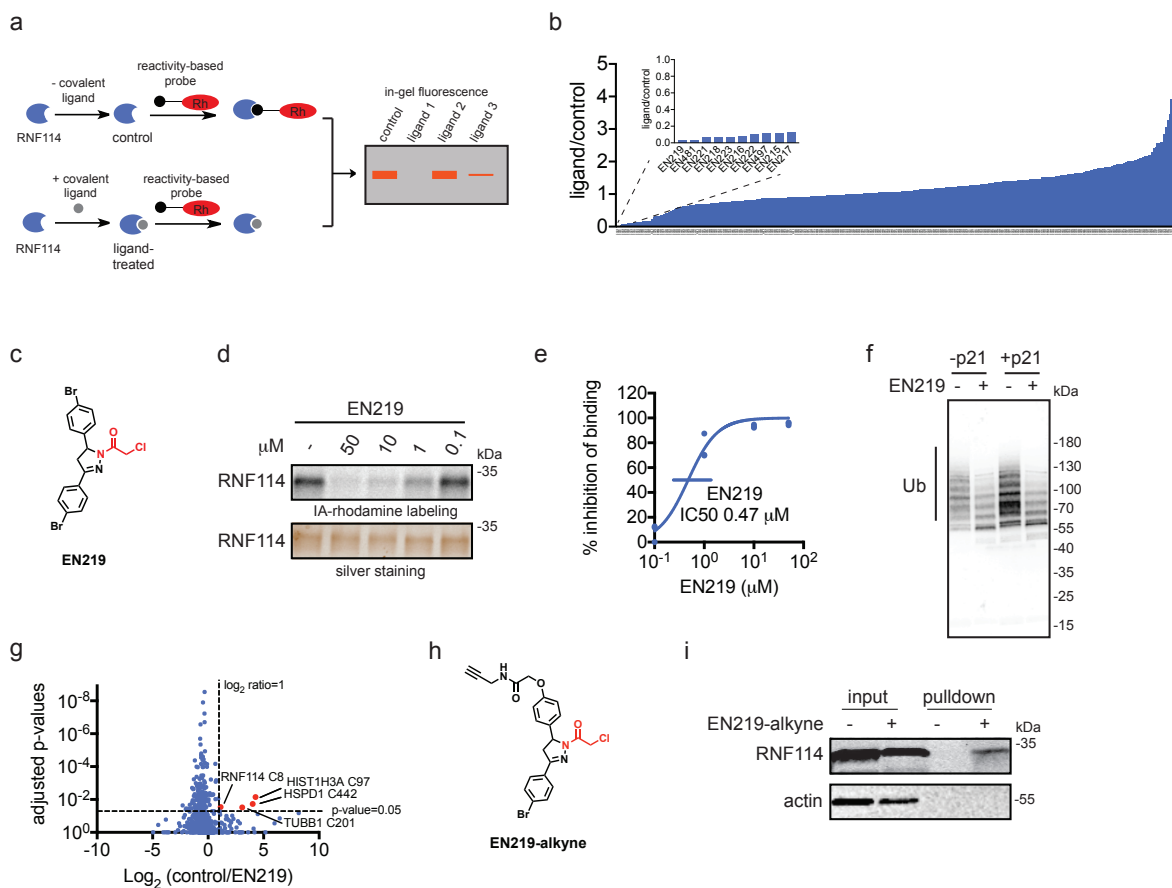 a
- covalent
ligand
reactivity-based
probe
Rh
Rh
RNF114
control
+ covalent
ligand
reactivity-based
probe
Rh
RNF114
ligand-
treated
in-gel fluorescence
control
ligand 1
ligand 2
ligand 3
b
ligand/control
5
4
3
2
1
0
ligand/control
1.0
0.8
0.6
0.4
0.2
0.0
EN219
EN481
EN221
EN218
EN223
EN216
EN222
EN497
EN215
EN217
c
Br
O
Cl
N
N
Br
EN219
d
EN219
μM - 50 10 1 0.1 kDa
RNF114 -35
IA-rhodamine labeling
RNF114 -35
silver staining
e
% inhibition of binding
120
100
80
60
40
20
0
EN219
IC50 0.47 μM
10-1 100 101 102
EN219 (μM)
f
-p21 +p21
EN219 - + - + kDa
Ub
-180
-130
-100
-70
-55
-40
-35
-25
-15
g
adjusted p-values
10-8
10-6
10-4
10-2
100
log2 ratio=1
RNF114 C8
HIST1H3A C97
HSPD1 C442
p-value=0.05
TUBB1 C201
-10 -5 0 5 10
Log2 (control/EN219)
h
H
N
O
O
O
Cl
N
N
Br
EN219-alkyne
i
input pulldown
EN219-alkyne - + - + kDa
RNF114 -35
actin -55